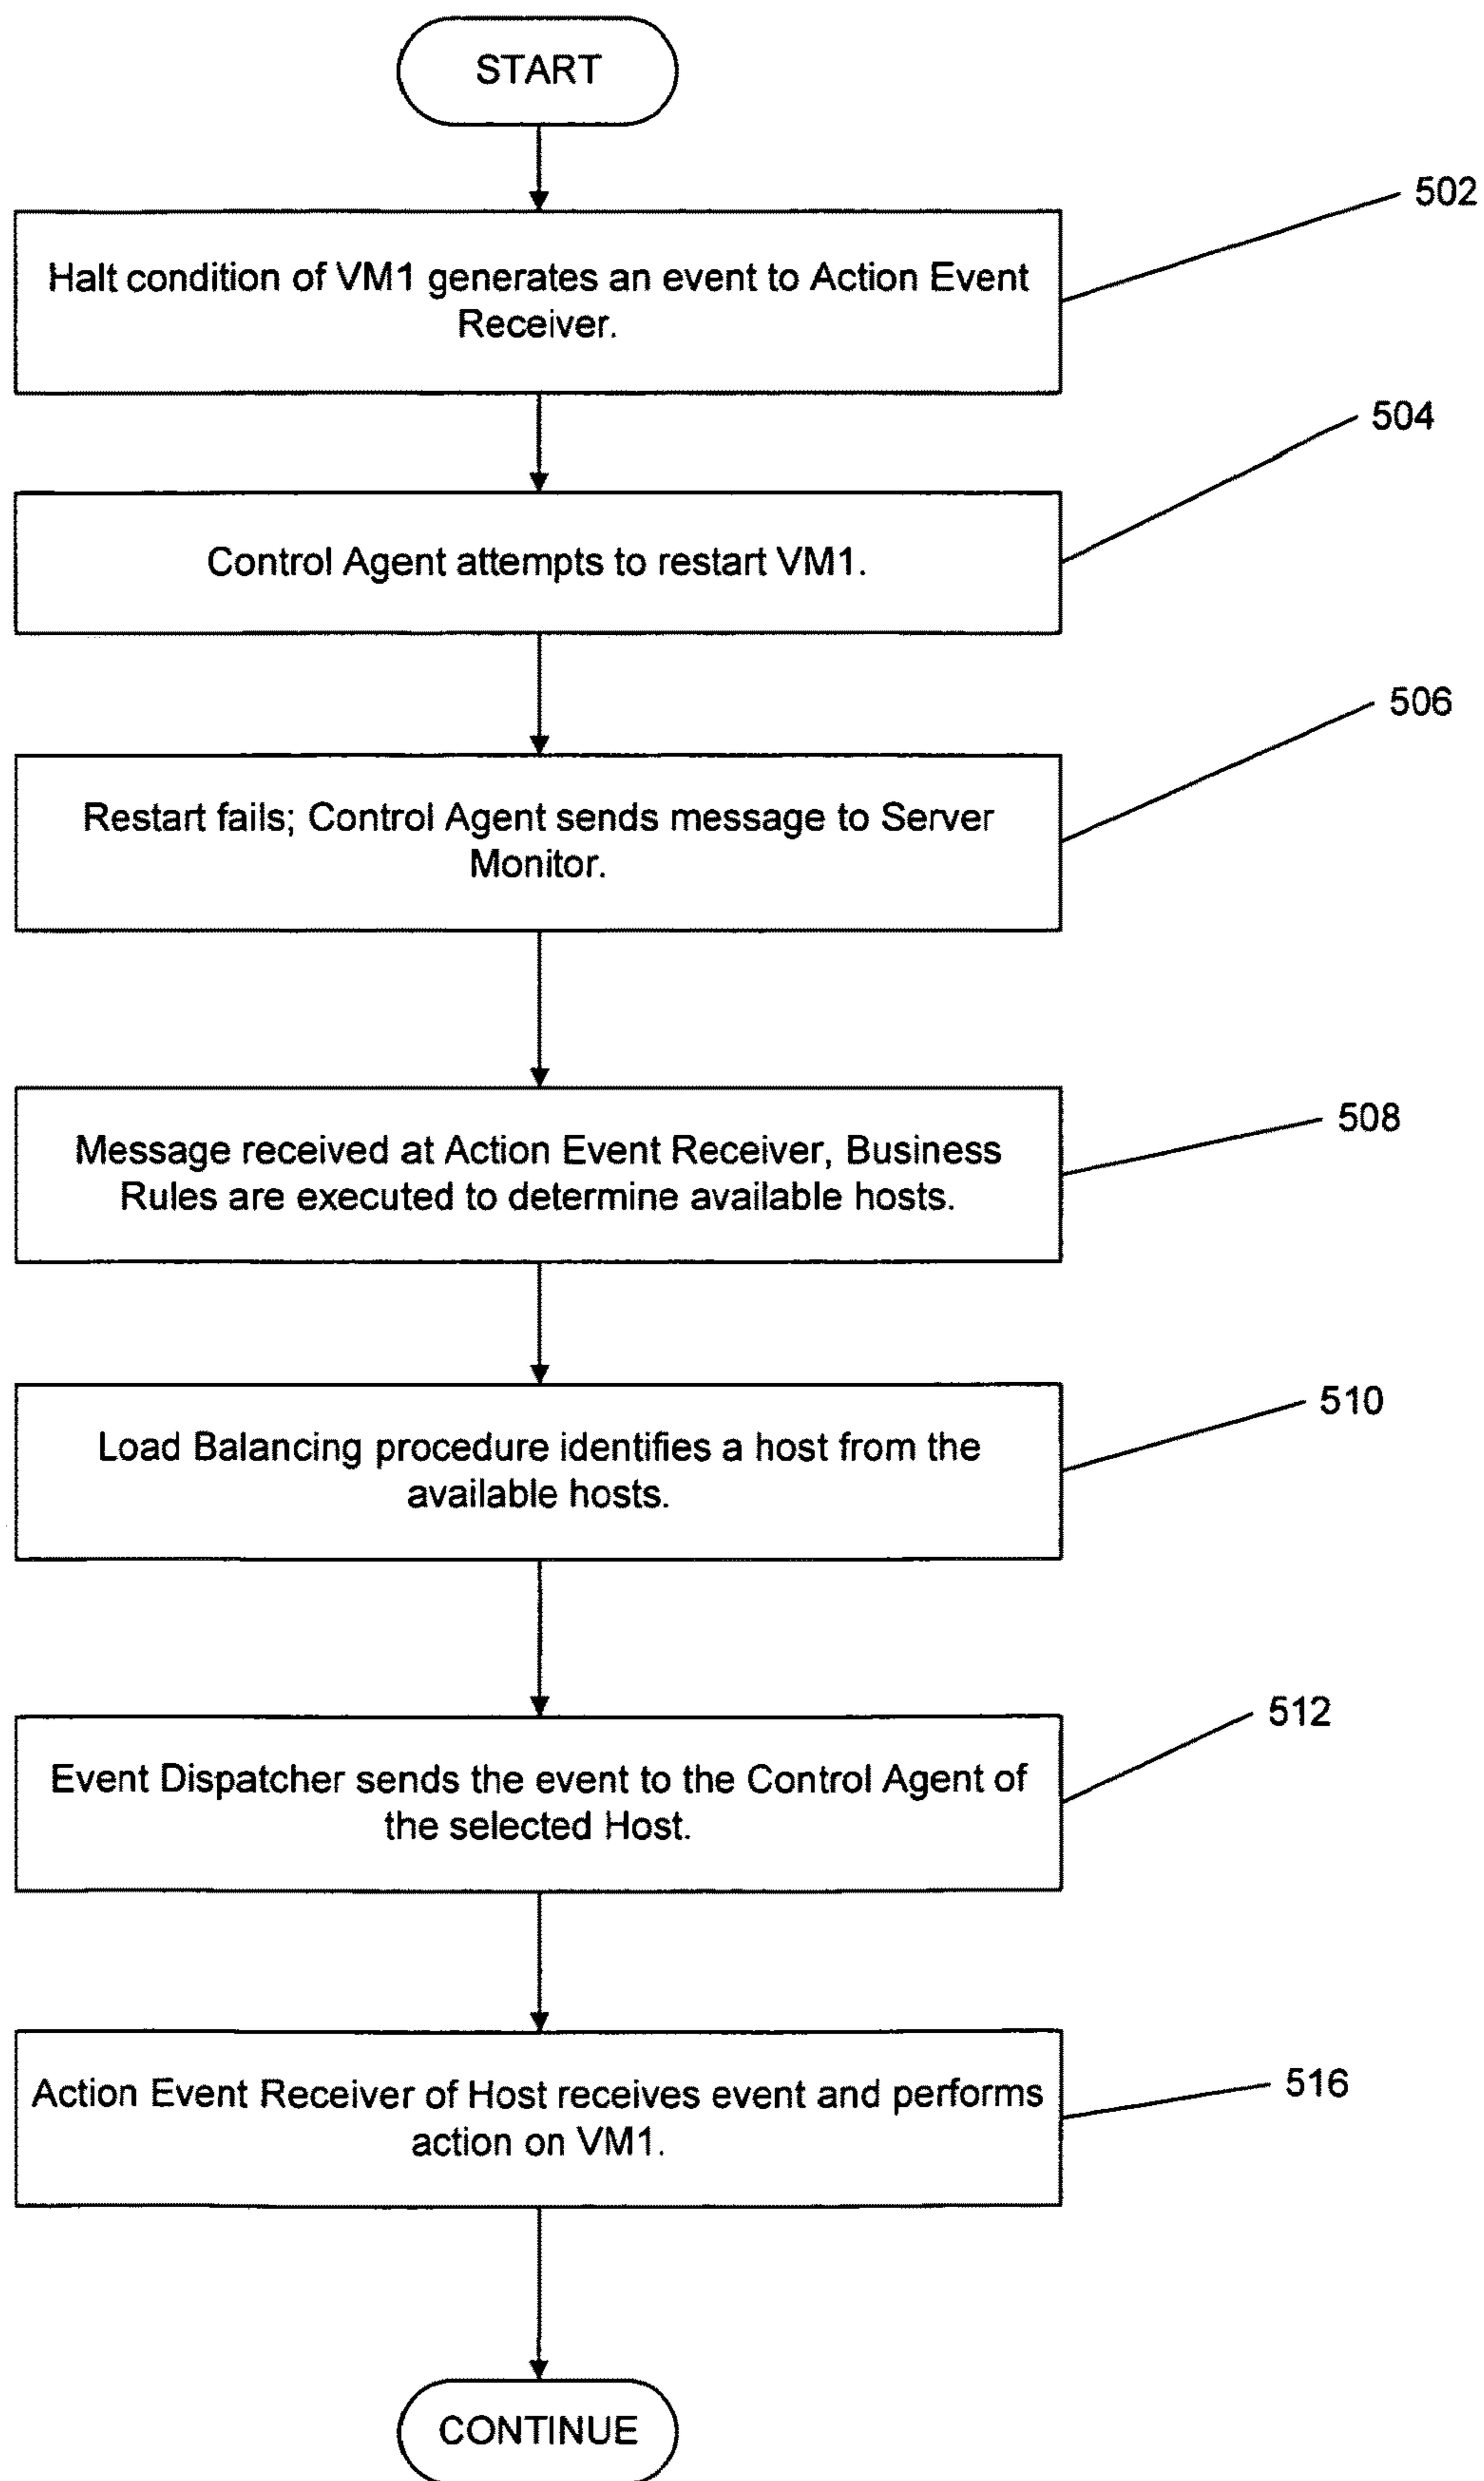 START
502
Halt condition of VM1 generates an event to Action Event
Receiver.
504
Control Agent attempts to restart VM1.
506
Restart fails; Control Agent sends message to Server
Monitor.
508
Message received at Action Event Receiver, Business
Rules are executed to determine available hosts.
510
Load Balancing procedure identifies a host from the
available hosts.
512
Event Dispatcher sends the event to the Control Agent of
the selected Host.
516
Action Event Receiver of Host receives event and performs
action on VM1.
CONTINUE